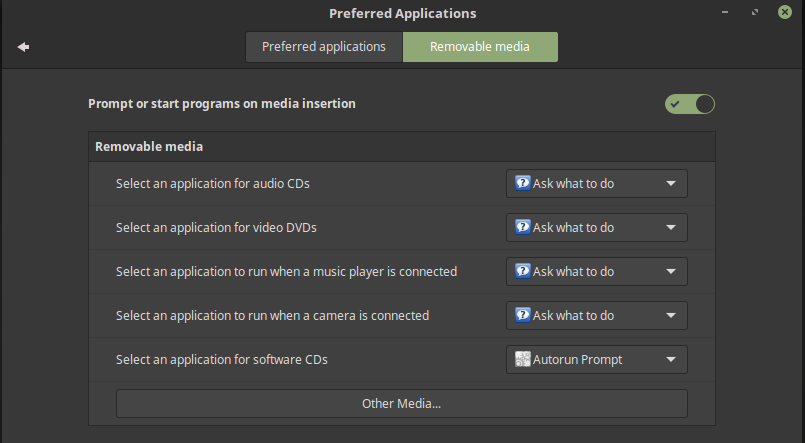 Preferred Applications
Preferred applications
Removable media
Prompt or start programs on media insertion
Removable media
Select an application for audio CDs
Ask what to do
Select an application for video DVDs
Ask what to do
Select an application to run when a music player is connected
Ask what to do
Select an application to run when a camera is connected
Ask what to do
Select an application for software CDs
Autorun Prompt
Other Media...